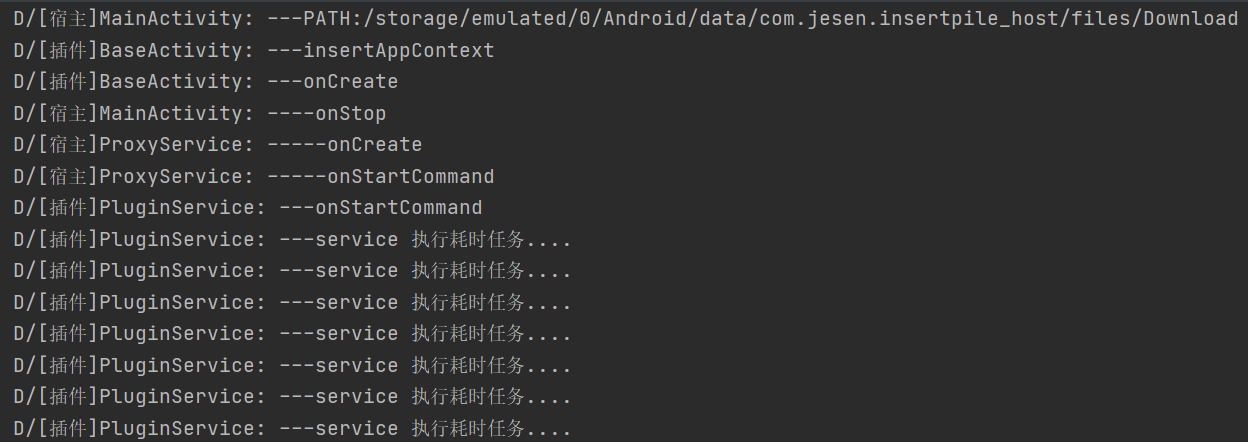 D/[宿主]MainActivity: ---PATH:/storage/emulated/0/Android/data/com.jesen.insertpile_host/files/Download
D/[插件]BaseActivity: ---insertAppContext
D/[插件]BaseActivity: ---onCreate
D/[宿主]MainActivity: ----onStop
D/[宿主]ProxyService: -----onCreate
D/[宿主]ProxyService: -----onStartCommand
D/[插件]PluginService: ---onStartCommand
D/[插件]PluginService: ---service 执行耗时任务....
D/[插件]PluginService: ---service 执行耗时任务....
D/[插件]PluginService: ---service 执行耗时任务....
D/[插件]PluginService: ---service 执行耗时任务....
D/[插件]PluginService: ---service 执行耗时任务....
D/[插件]PluginService: ---service 执行耗时任务....
D/[插件]PluginService: ---service 执行耗时任务....